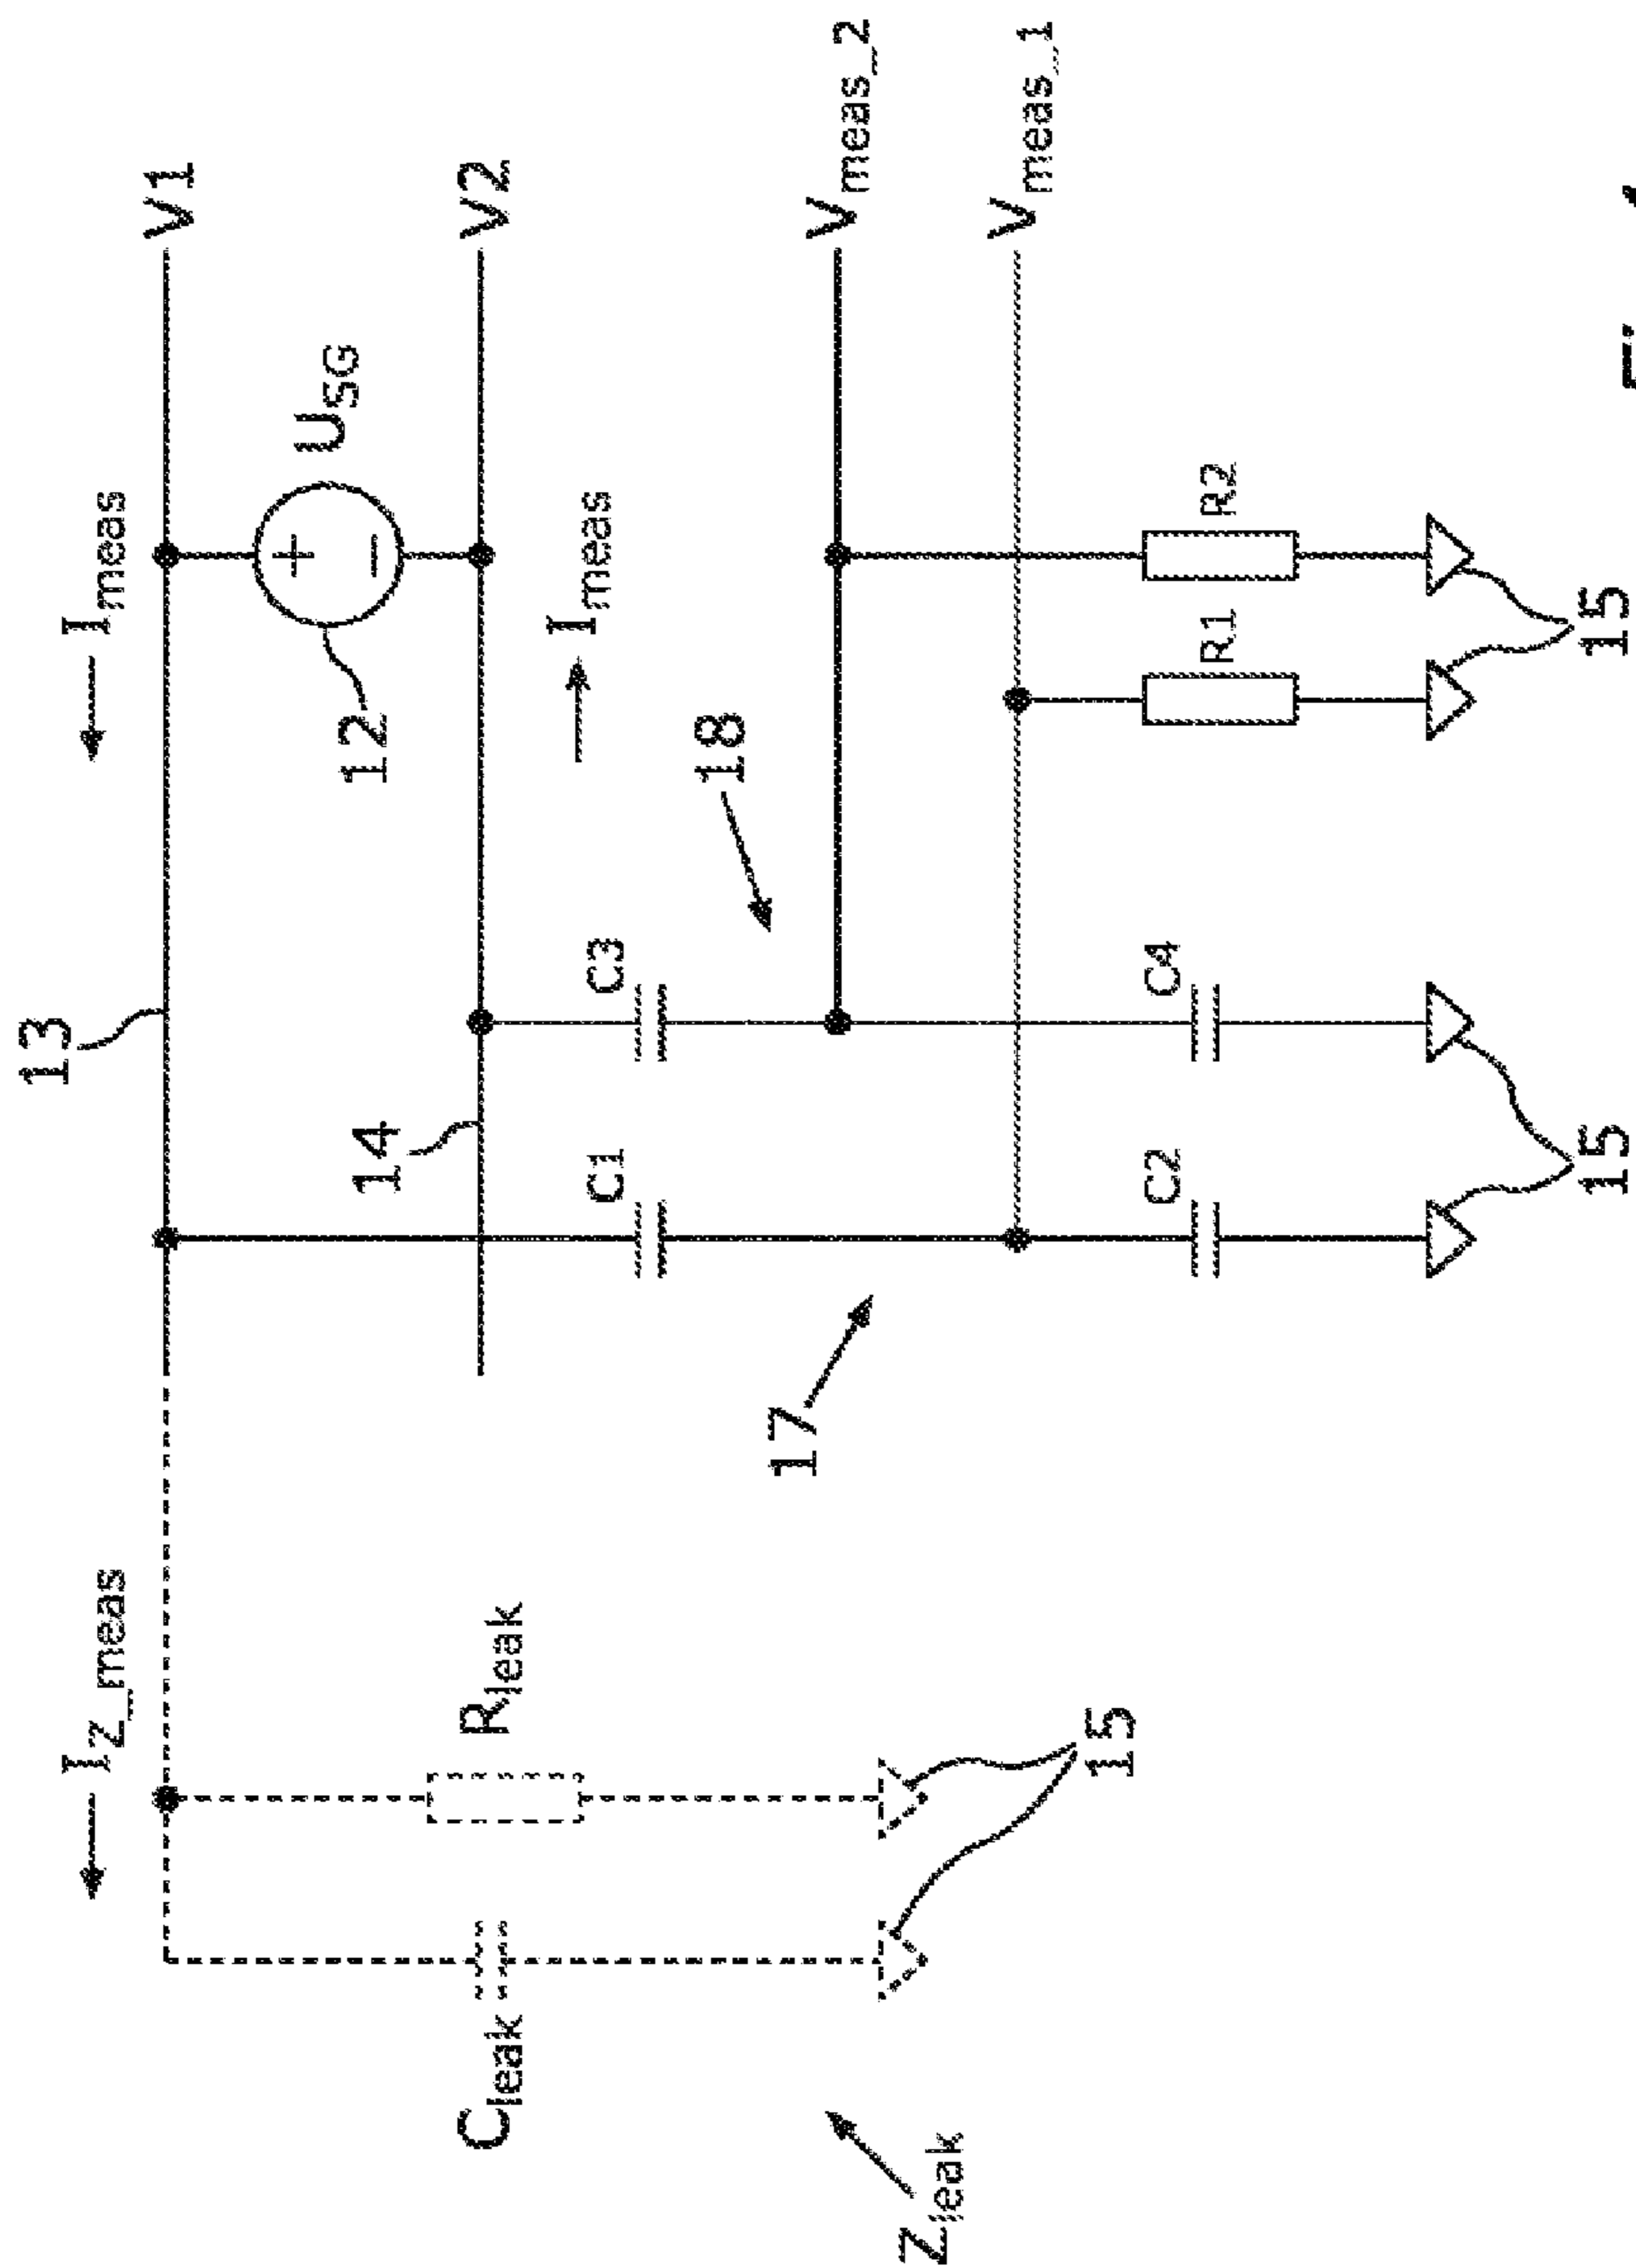 I_Z_meas
13
I_meas
V1
12
U_SG
C_leak
R_leak
14
V2
I_meas
C1
C3
18
V_meas_2
Z_leak
17
V_meas_1
15
C2
C4
R1
R2
15
15